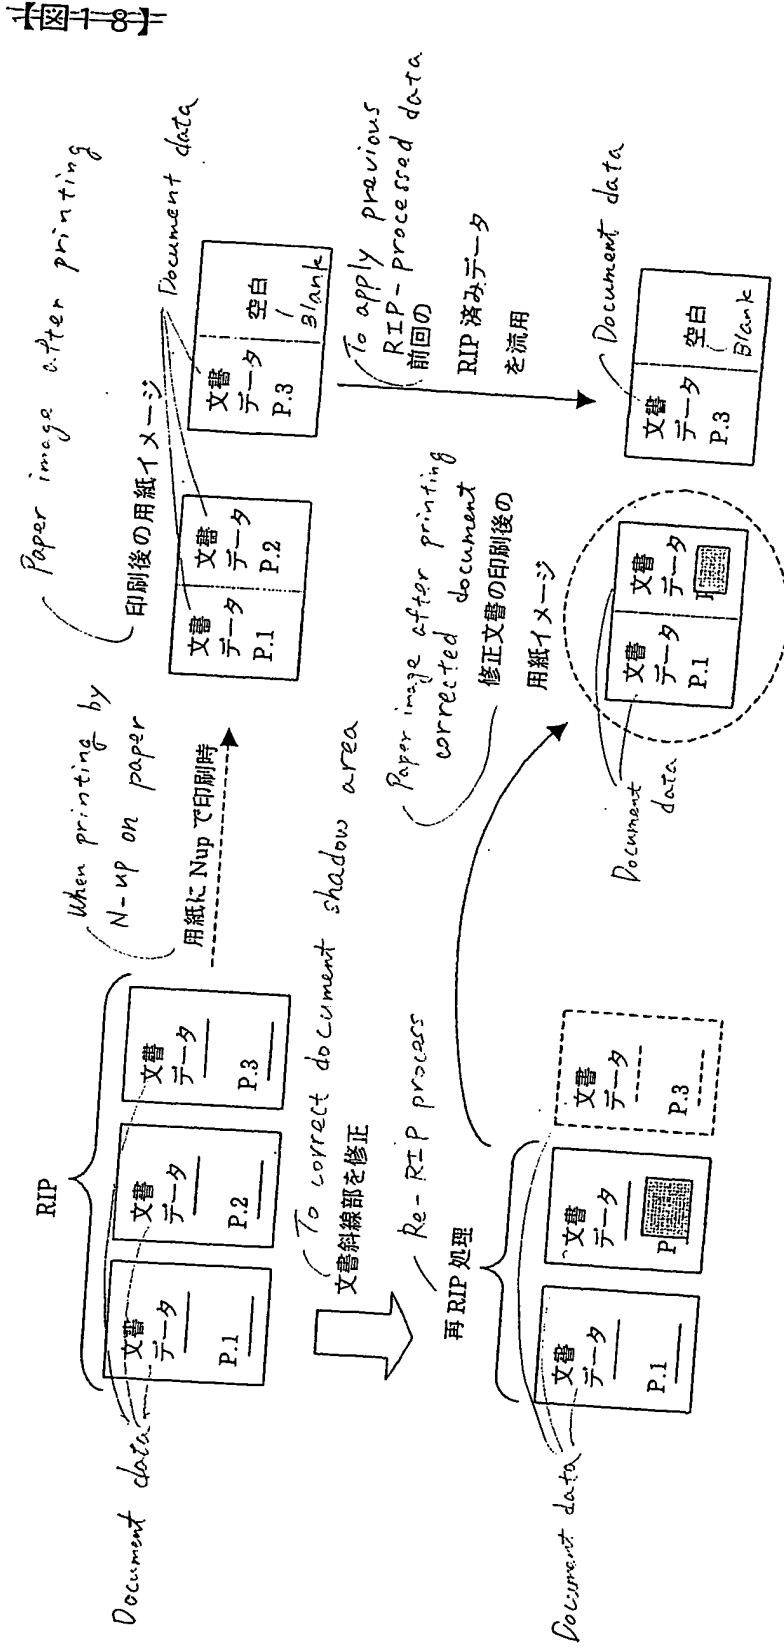 【図18】
Document data
RIP
文書
データ
P.1
文書
データ
P.2
文書
データ
P.3
When printing by
N-up on paper
用紙に Nup で印刷時
Paper image after printing
印刷後の用紙イメージ
文書
データ
P.1
文書
データ
P.2
Document data
文書
データ
P.3
空白
Blank
To correct document shadow area
文書斜線部を修正
To apply previous
RIP-processed data
前回の
RIP 済みデータ
を流用
Re-RIP process
再 RIP 処理
Document data
文書
データ
P.1
文書
データ
P
文書
データ
P.3
Paper image after printing
corrected document
修正文書の印刷後の
用紙イメージ
Document
data
文書
データ
P.1
文書
データ
Document data
文書
データ
P.3
空白
Blank